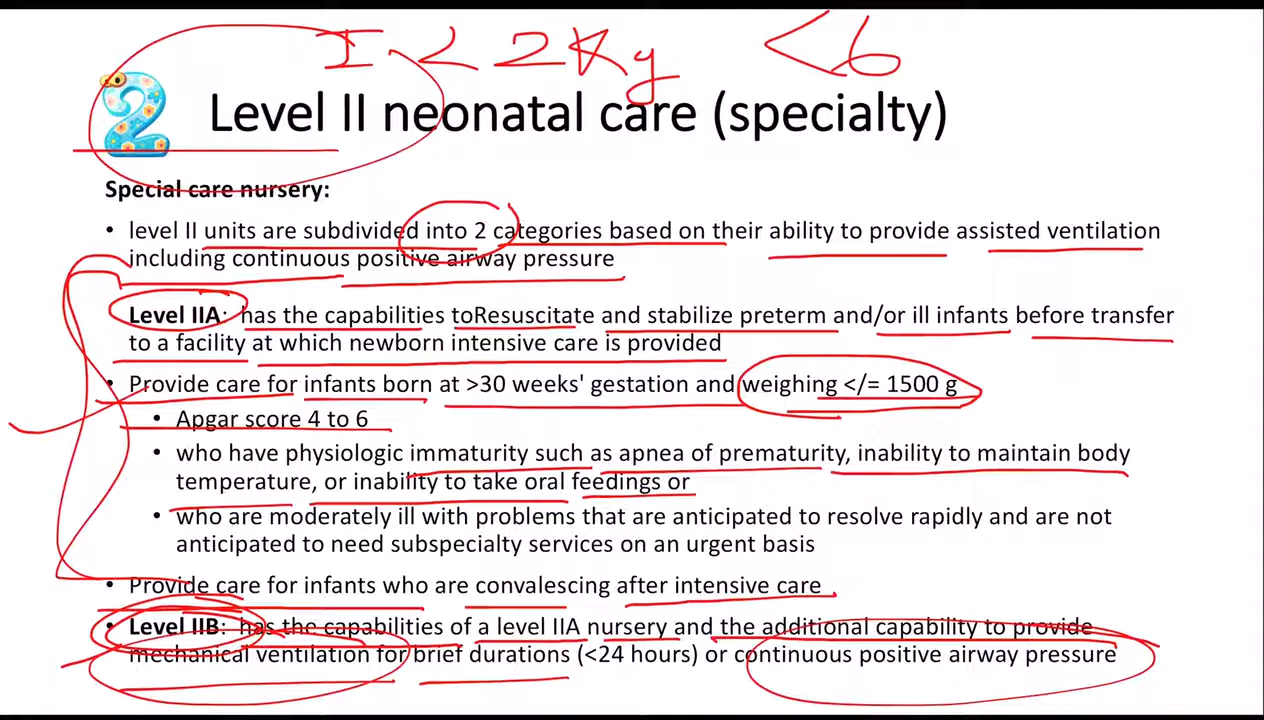 I < 2 Kg <6
2 Level II neonatal care (specialty)
Special care nursery:
• level II units are subdivided into 2 categories based on their ability to provide assisted ventilation
including continuous positive airway pressure
Level IIA: has the capabilities toResuscitate and stabilize preterm and/or ill infants before transfer
to a facility at which newborn intensive care is provided
• Provide care for infants born at >30 weeks' gestation and weighing </= 1500 g
• Apgar score 4 to 6
• who have physiologic immaturity such as apnea of prematurity, inability to maintain body
temperature, or inability to take oral feedings or
• who are moderately ill with problems that are anticipated to resolve rapidly and are not
anticipated to need subspecialty services on an urgent basis
• Provide care for infants who are convalescing after intensive care
• Level IIB: has the capabilities of a level IIA nursery and the additional capability to provide
mechanical ventilation for brief durations (<24 hours) or continuous positive airway pressure